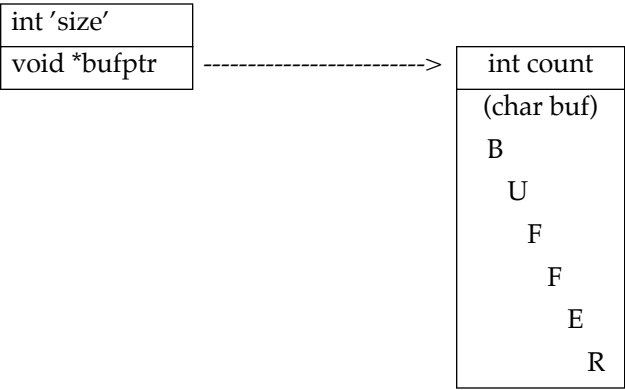 int ’size’
void *bufptr ------------------------->  int count
(char buf)
B
U
F
F
E
R